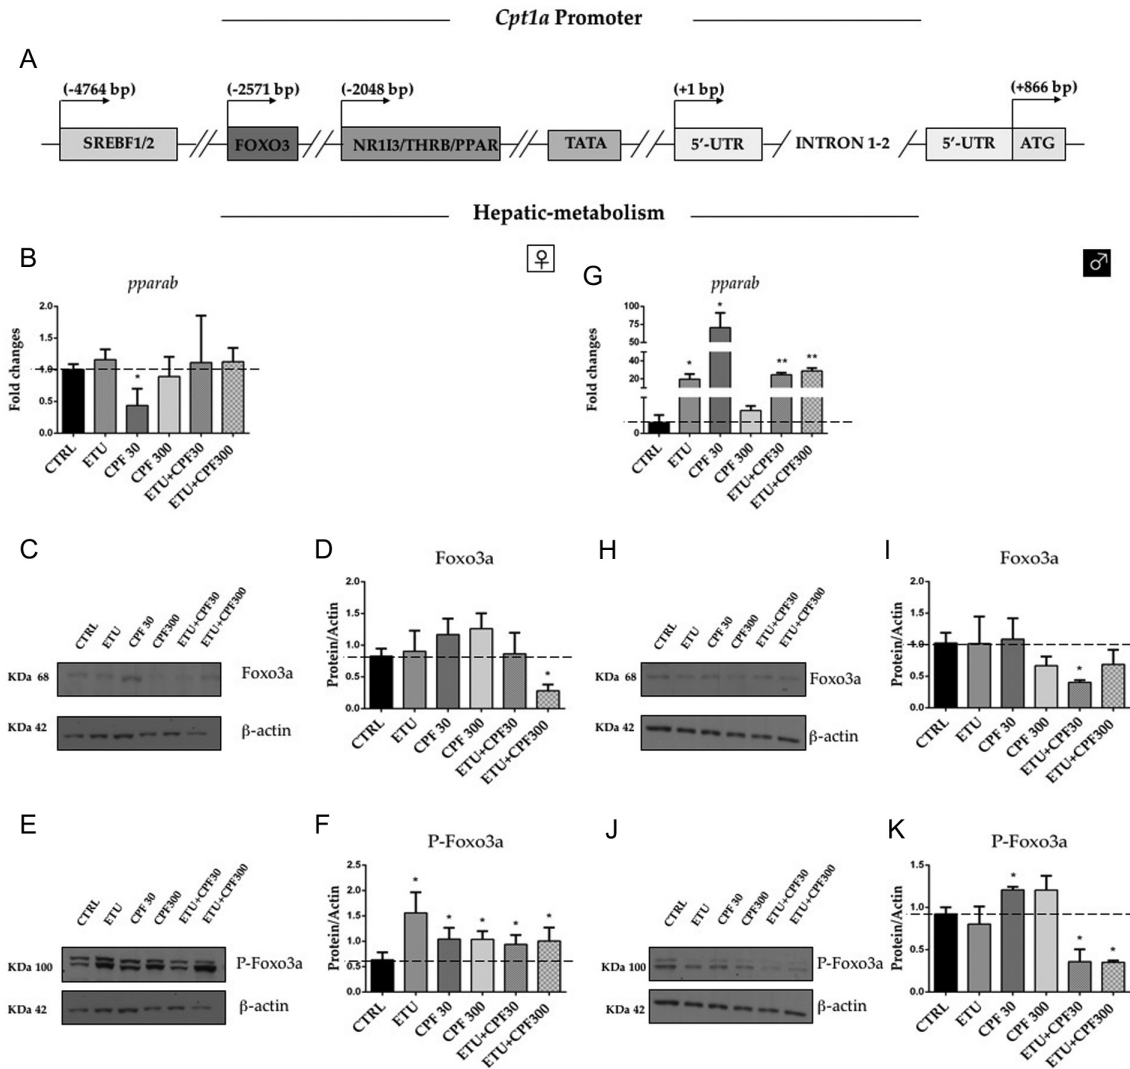 Cpt1a Promoter
A
(-4764 bp) (-2571 bp) (-2048 bp) (+1 bp) (+866 bp)
SREBF1/2 FOXO3 NR1I3/THRB/PPAR TATA 5′-UTR INTRON 1-2 5′-UTR ATG
Hepatic-metabolism
B
♀
pparab
Fold changes
2.0
1.5
1.0
0.5
0.0
*
CTRL ETU CPF 30 CPF 300 ETU+CPF30 ETU+CPF300
G
♂
pparab
Fold changes
100
75
50
40
20
0
* * ** **
CTRL ETU CPF 30 CPF 300 ETU+CPF30 ETU+CPF300
C
CTRL ETU CPF 30 CPF300 ETU+CPF30 ETU+CPF300
KDa 68 Foxo3a
KDa 42 β-actin
D
Foxo3a
Protein/Actin
2.0
1.5
1.0
0.5
0.0
*
CTRL ETU CPF 30 CPF 300 ETU+CPF30 ETU+CPF300
H
CTRL ETU CPF 30 CPF300 ETU+CPF30 ETU+CPF300
KDa 68 Foxo3a
KDa 42 β-actin
I
Foxo3a
Protein/Actin
2.0
1.5
1.0
0.5
0.0
*
CTRL ETU CPF 30 CPF 300 ETU+CPF30 ETU+CPF300
E
CTRL ETU CPF 30 CPF300 ETU+CPF30 ETU+CPF300
KDa 100 P-Foxo3a
KDa 42 β-actin
F
P-Foxo3a
Protein/Actin
2.5
2.0
1.5
1.0
0.5
0.0
* * * * *
CTRL ETU CPF 30 CPF 300 ETU+CPF30 ETU+CPF300
J
CTRL ETU CPF 30 CPF300 ETU+CPF30 ETU+CPF300
KDa 100 P-Foxo3a
KDa 42 β-actin
K
P-Foxo3a
Protein/Actin
1.5
1.0
0.5
0.0
* * *
CTRL ETU CPF 30 CPF 300 ETU+CPF30 ETU+CPF300